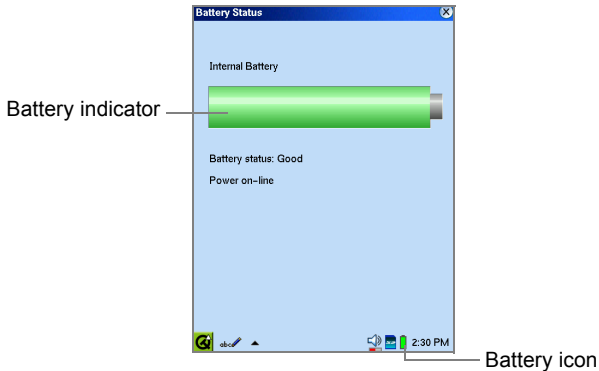 Battery Status
Internal Battery
Battery indicator
Battery status: Good
Power on-line
abc
2:30 PM
Battery icon